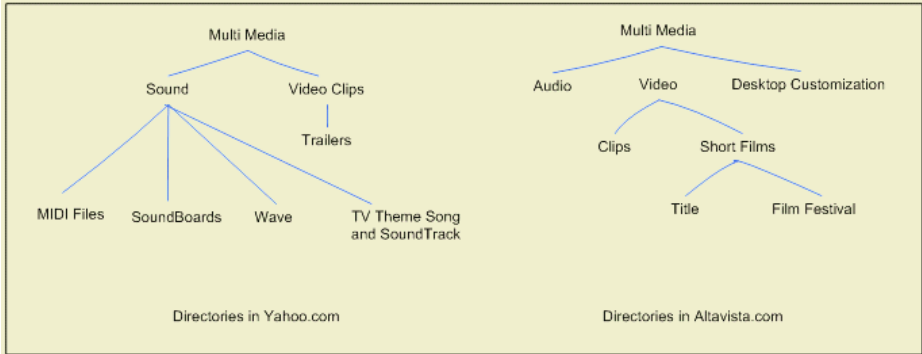 Multi Media
Sound
Video Clips
Trailers
MIDI Files
SoundBoards
Wave
TV Theme Song
and SoundTrack
Directories in Yahoo.com
Multi Media
Audio
Video
Desktop Customization
Clips
Short Films
Title
Film Festival
Directories in Altavista.com